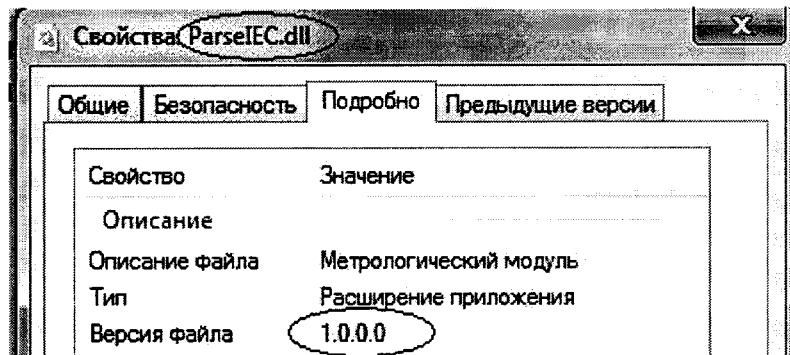 Свойства: ParseIEC.dll
Общие Безопасность Подробно Предыдущие версии
Свойство Значение
Описание
Описание файла Метрологический модуль
Тип Расширение приложения
Версия файла 1.0.0.0